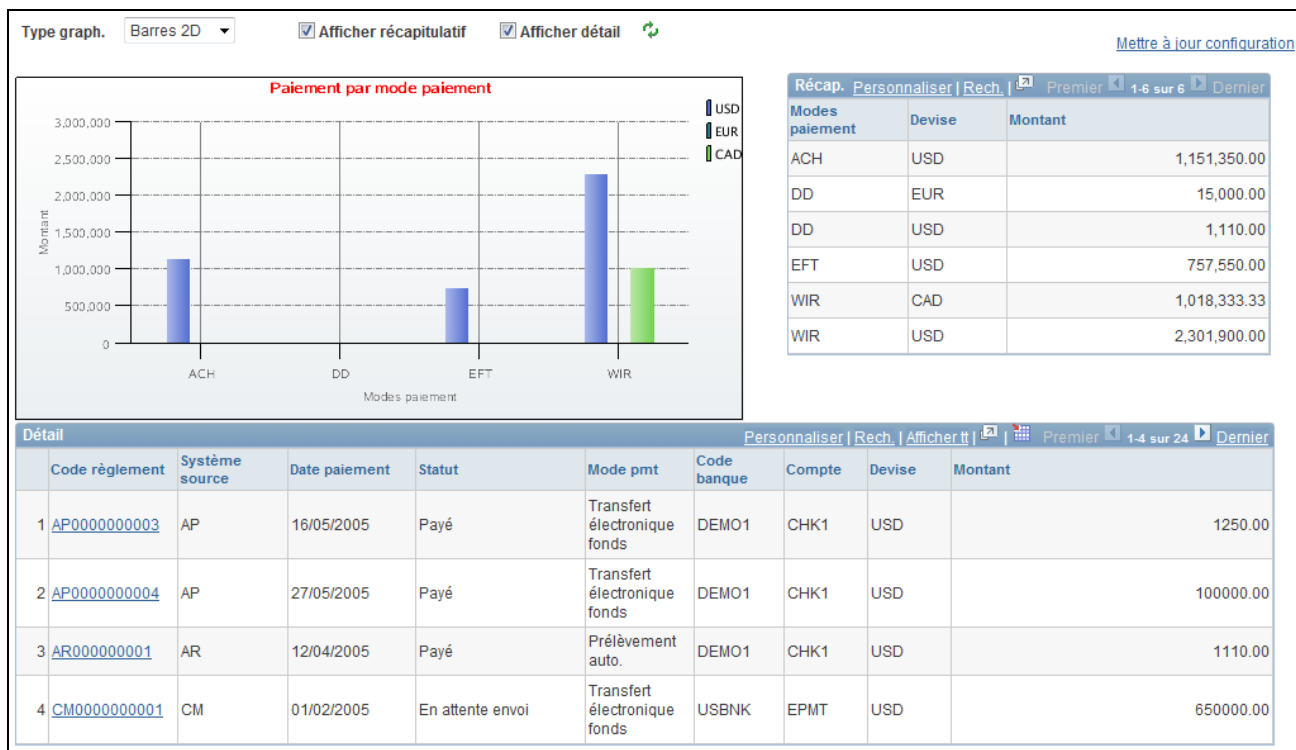 Type graph. Barres 2D Afficher récapitulatif Afficher détail
Mettre à jour configuration
Paiement par mode paiement
USD
EUR
CAD
3,000,000
2,500,000
2,000,000
1,500,000
1,000,000
500,000
0
Montant
ACH DD EFT WIR
Modes paiement
Récap. Personnaliser | Rech. | Premier 1-6 sur 6 Dernier
Modes paiement Devise Montant
ACH USD 1,151,350.00
DD EUR 15,000.00
DD USD 1,110.00
EFT USD 757,550.00
WIR CAD 1,018,333.33
WIR USD 2,301,900.00
Détail Personnaliser | Rech. | Afficher tt | Premier 1-4 sur 24 Dernier
Code règlement Système source Date paiement Statut Mode pmt Code banque Compte Devise Montant
1 AP0000000003 AP 16/05/2005 Payé Transfert électronique fonds DEMO1 CHK1 USD 1250.00
2 AP0000000004 AP 27/05/2005 Payé Transfert électronique fonds DEMO1 CHK1 USD 100000.00
3 AR000000001 AR 12/04/2005 Payé Prélèvement auto. DEMO1 CHK1 USD 1110.00
4 CM0000000001 CM 01/02/2005 En attente envoi Transfert électronique fonds USBNK EPMT USD 650000.00